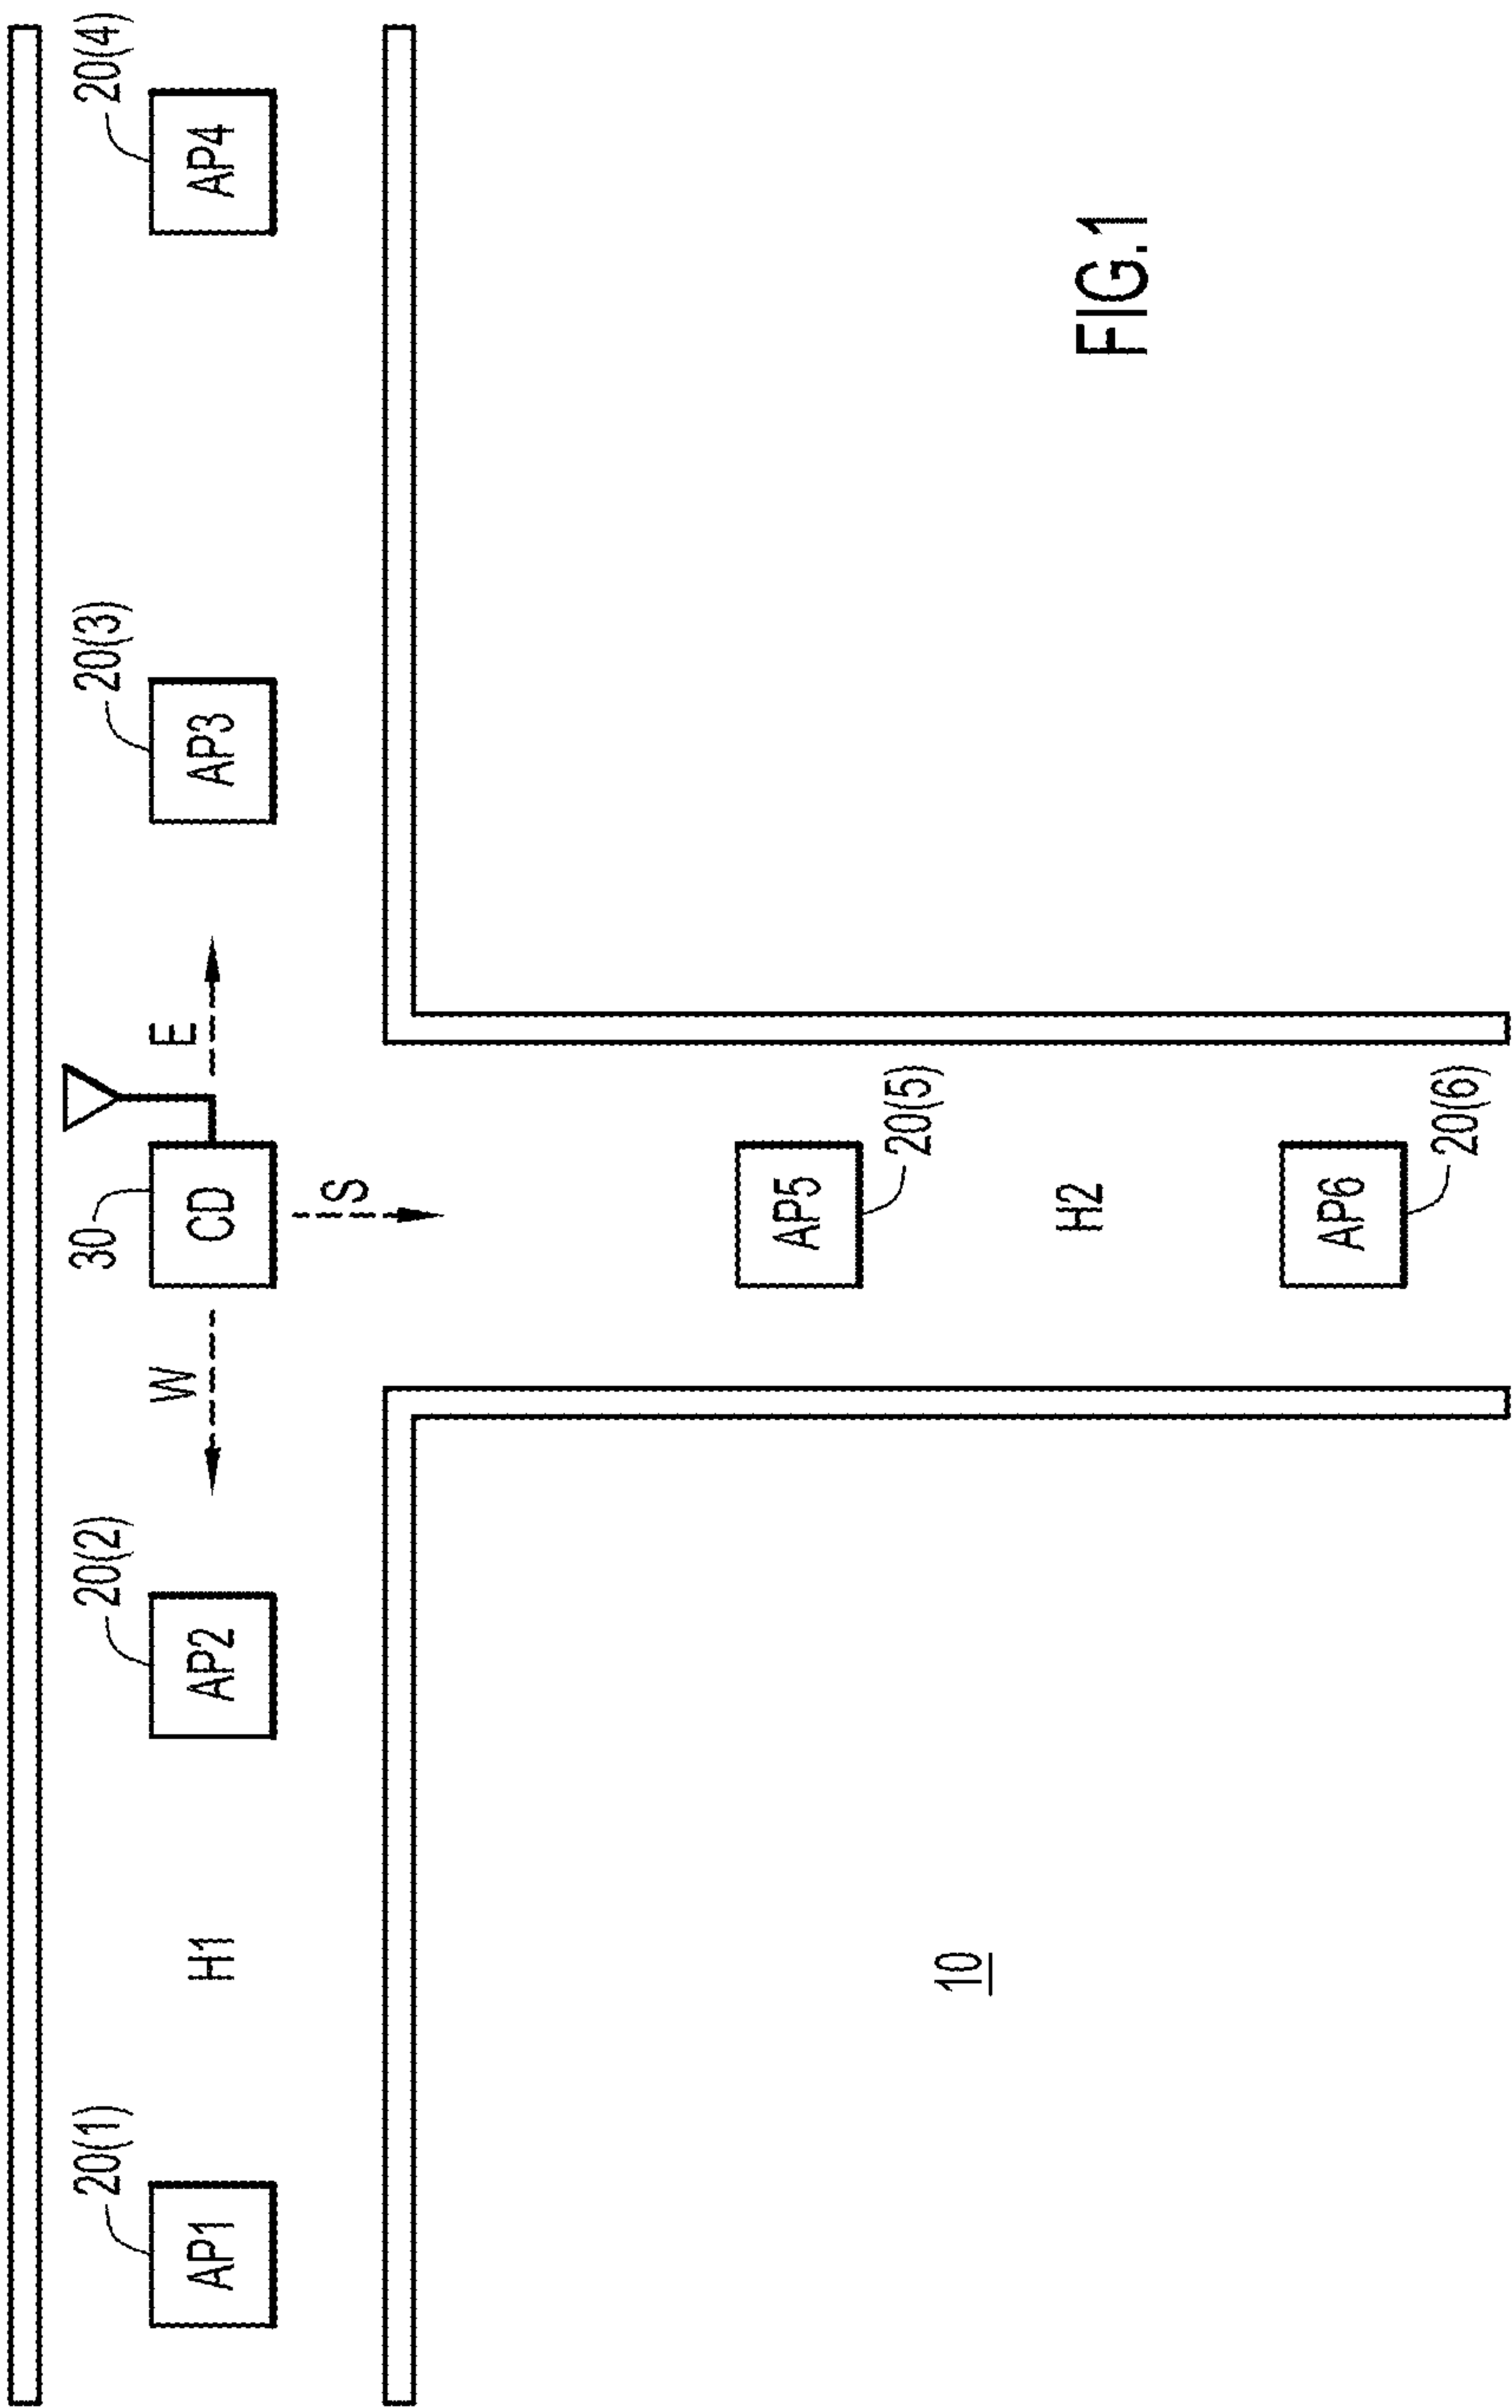 20(1)
20(2)
30
20(3)
20(4)
W
E
AP1
H1
AP2
CD
AP3
AP4
S
AP5
20(5)
10
H2
FIG.1
AP6
20(6)